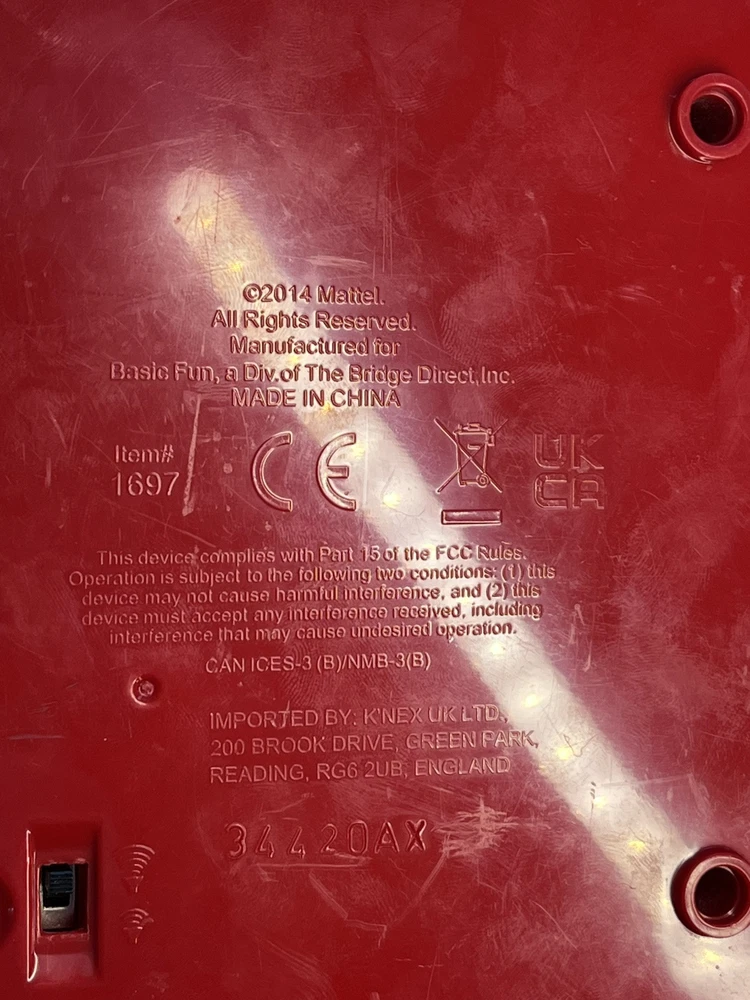 ©2014 Mattel.
All Rights Reserved.
Manufactured for
Basic Fun, a Div.of The Bridge Direct,Inc.
MADE IN CHINA
Item#
1697
CE
UK
CA
This device complies with Part 15 of the FCC Rules.
Operation is subject to the following two conditions: (1) this
device may not cause harmful interference, and (2) this
device must accept any interference received, including
interference that may cause undesired operation.
CAN ICES-3 (B)/NMB-3(B)
IMPORTED BY: K'NEX UK LTD.,
200 BROOK DRIVE, GREEN PARK,
READING, RG6 2UB, ENGLAND
34420AX